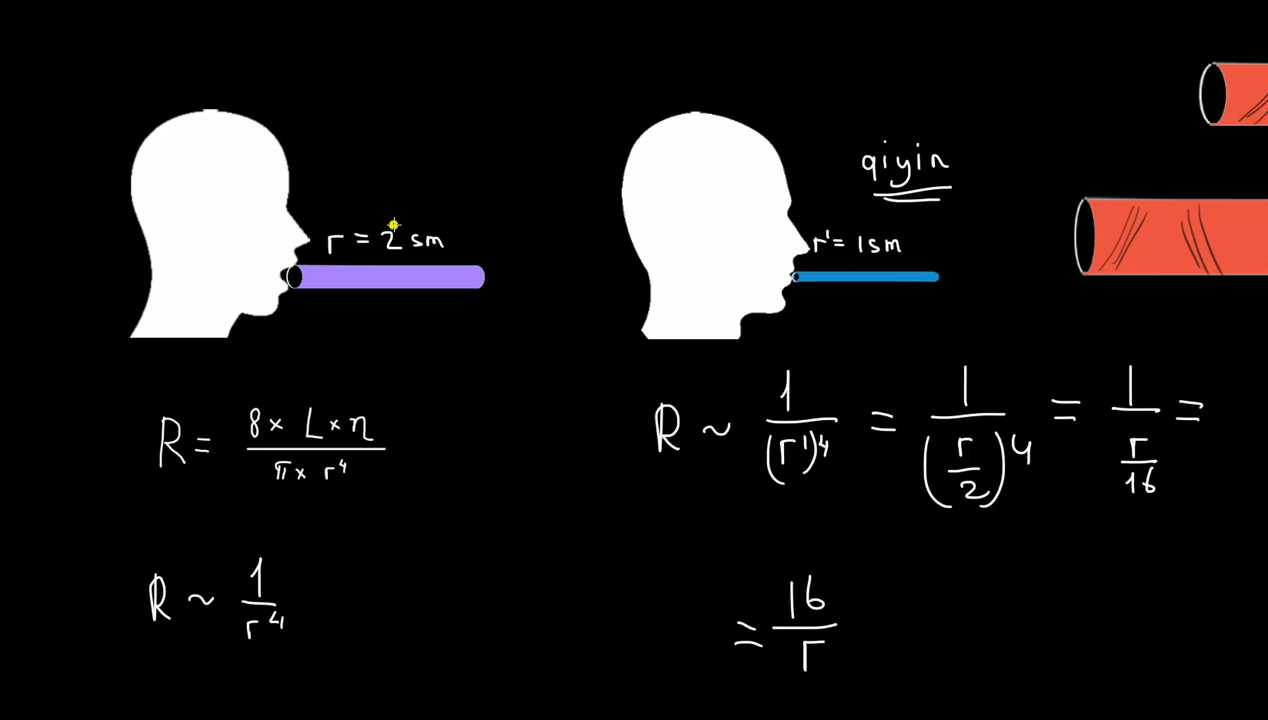 qiyin
r = 2 sm
r' = 1 sm
R = 8 × L × η / π × r⁴
R ~ 1 / (r')⁴ = 1 / (r/2)⁴ = 1 / r/16 =
R ~ 1 / r⁴
= 16 / r